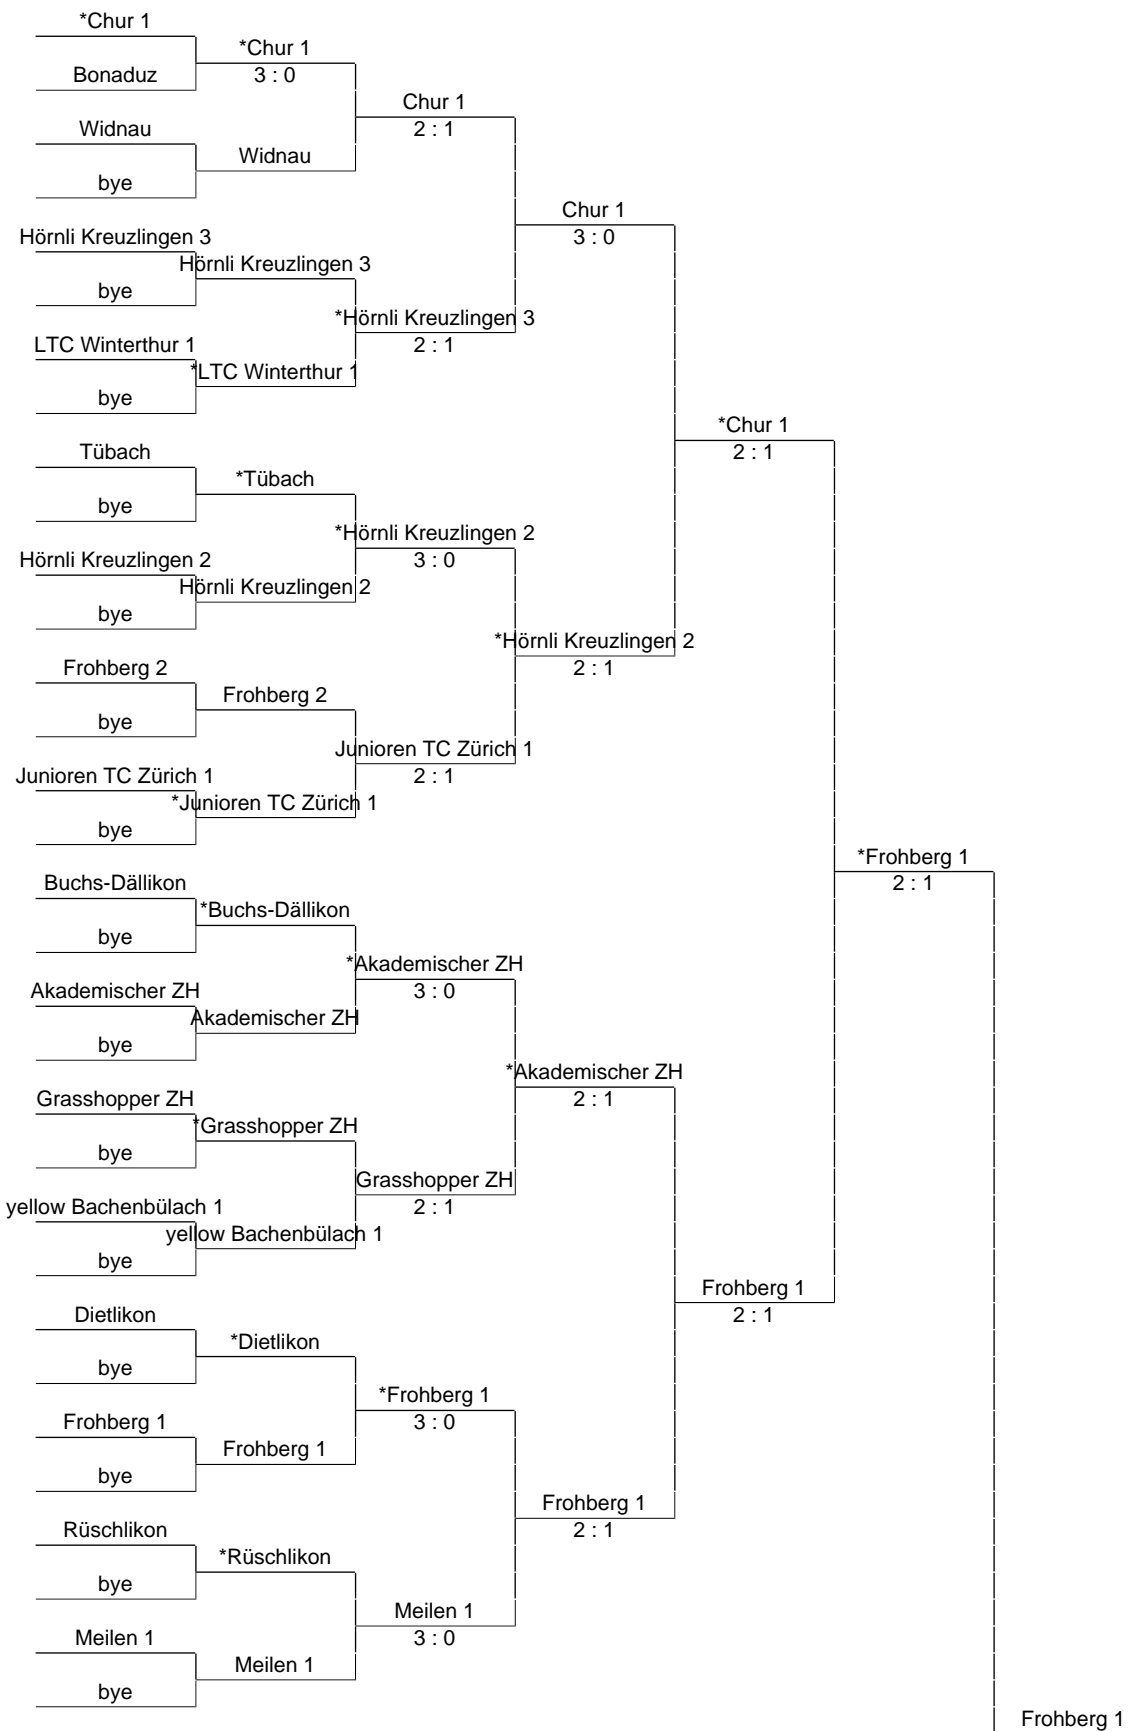 *Chur 1
*Chur 1
Bonaduz
3 : 0
Chur 1
Widnau
2 : 1
Widnau
bye
Chur 1
Hörnli Kreuzlingen 3
3 : 0
Hörnli Kreuzlingen 3
bye
*Hörnli Kreuzlingen 3
LTC Winterthur 1
2 : 1
*LTC Winterthur 1
bye
*Chur 1
Tübach
2 : 1
*Tübach
bye
*Hörnli Kreuzlingen 2
Hörnli Kreuzlingen 2
3 : 0
Hörnli Kreuzlingen 2
bye
*Hörnli Kreuzlingen 2
Frohberg 2
2 : 1
Frohberg 2
bye
Junioren TC Zürich 1
Junioren TC Zürich 1
2 : 1
*Junioren TC Zürich 1
bye
*Frohberg 1
Buchs-Dällikon
2 : 1
*Buchs-Dällikon
bye
*Akademischer ZH
Akademischer ZH
3 : 0
Akademischer ZH
bye
*Akademischer ZH
Grasshopper ZH
2 : 1
*Grasshopper ZH
bye
Grasshopper ZH
yellow Bachenbülach 1
2 : 1
yellow Bachenbülach 1
bye
Frohberg 1
Dietlikon
2 : 1
*Dietlikon
bye
*Frohberg 1
Frohberg 1
3 : 0
Frohberg 1
bye
Frohberg 1
Rüschlikon
2 : 1
*Rüschlikon
bye
Meilen 1
Meilen 1
3 : 0
Meilen 1
bye
Frohberg 1